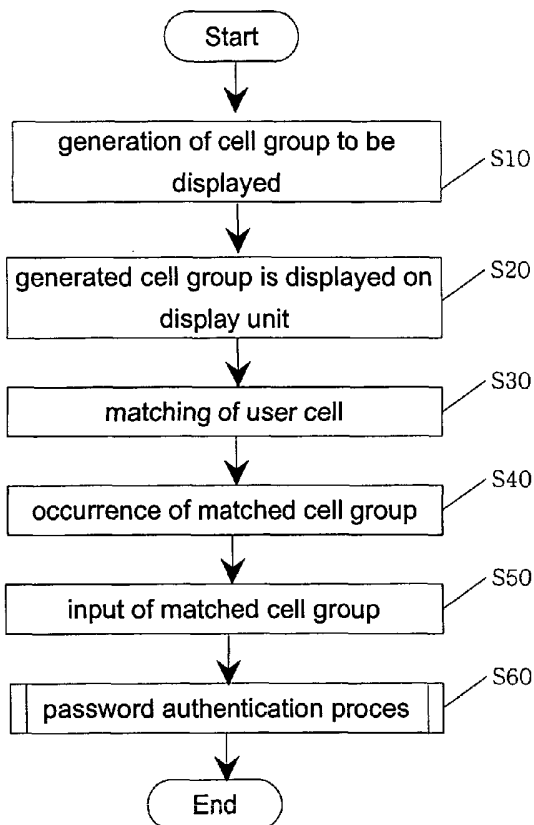 Start
generation of cell group to be
displayed
S10
generated cell group is displayed on
display unit
S20
matching of user cell
S30
occurrence of matched cell group
S40
input of matched cell group
S50
password authentication proces
S60
End